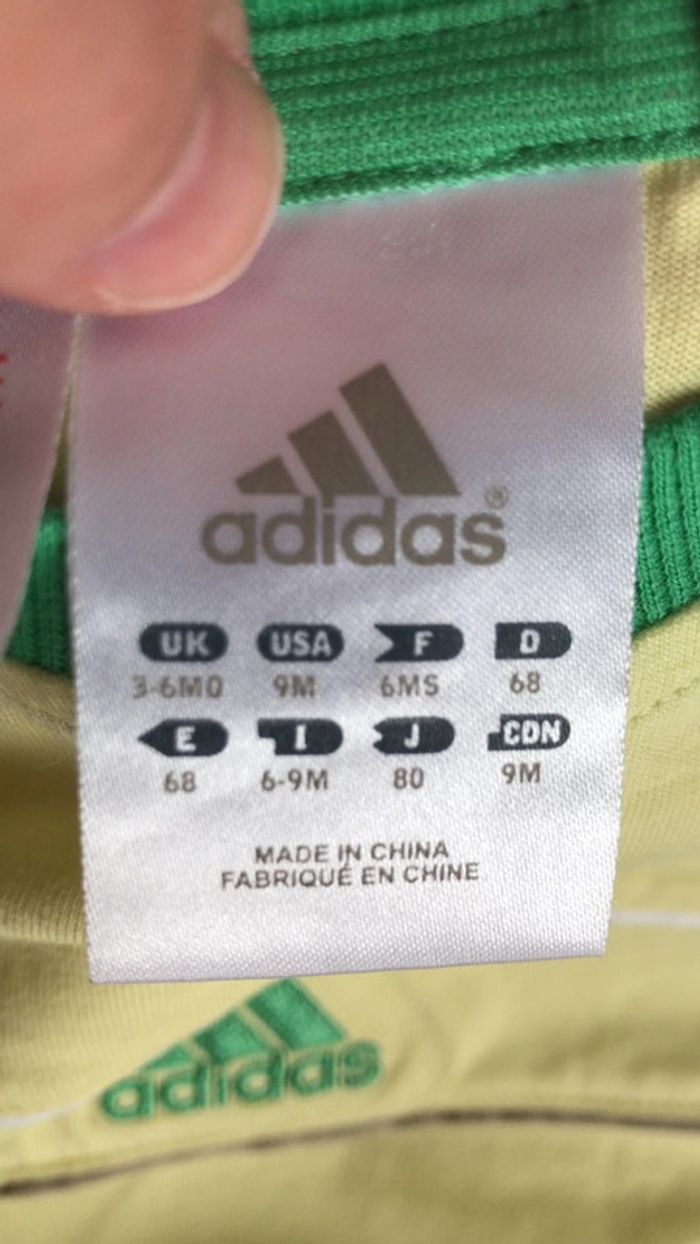 adidas®
UK USA F D
3-6MO 9M 6MS 68
E I J CDN
68 6-9M 80 9M
MADE IN CHINA
FABRIQUÉ EN CHINE
adidas